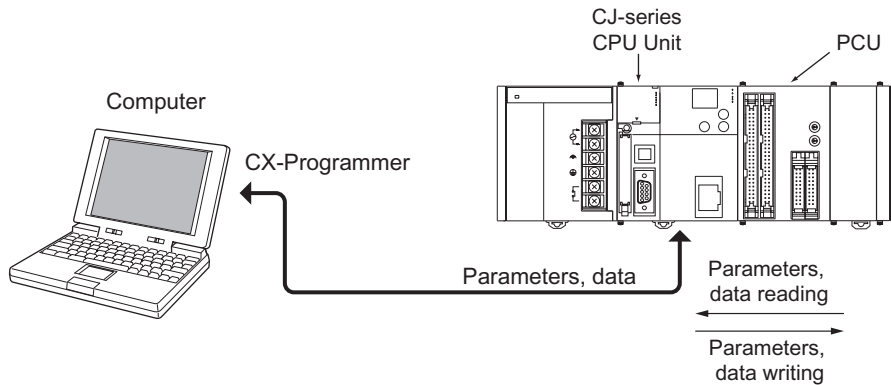 CJ-series
CPU Unit
PCU
Computer
CX-Programmer
Parameters, data
Parameters,
data reading
Parameters,
data writing